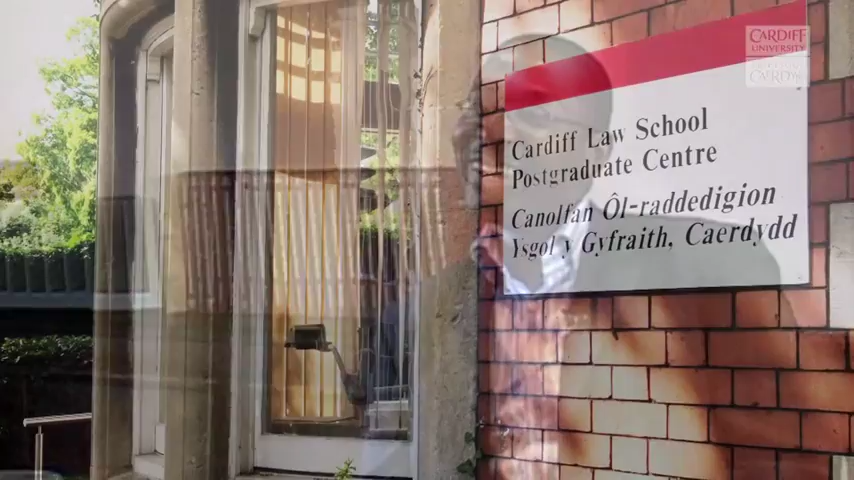 CARDIFF
UNIVERSITY
PRIFYSGOL
CAERDYDD
Cardiff Law School
Postgraduate Centre
Canolfan Ôl-raddedigion
Ysgol y Gyfraith, Caerdydd